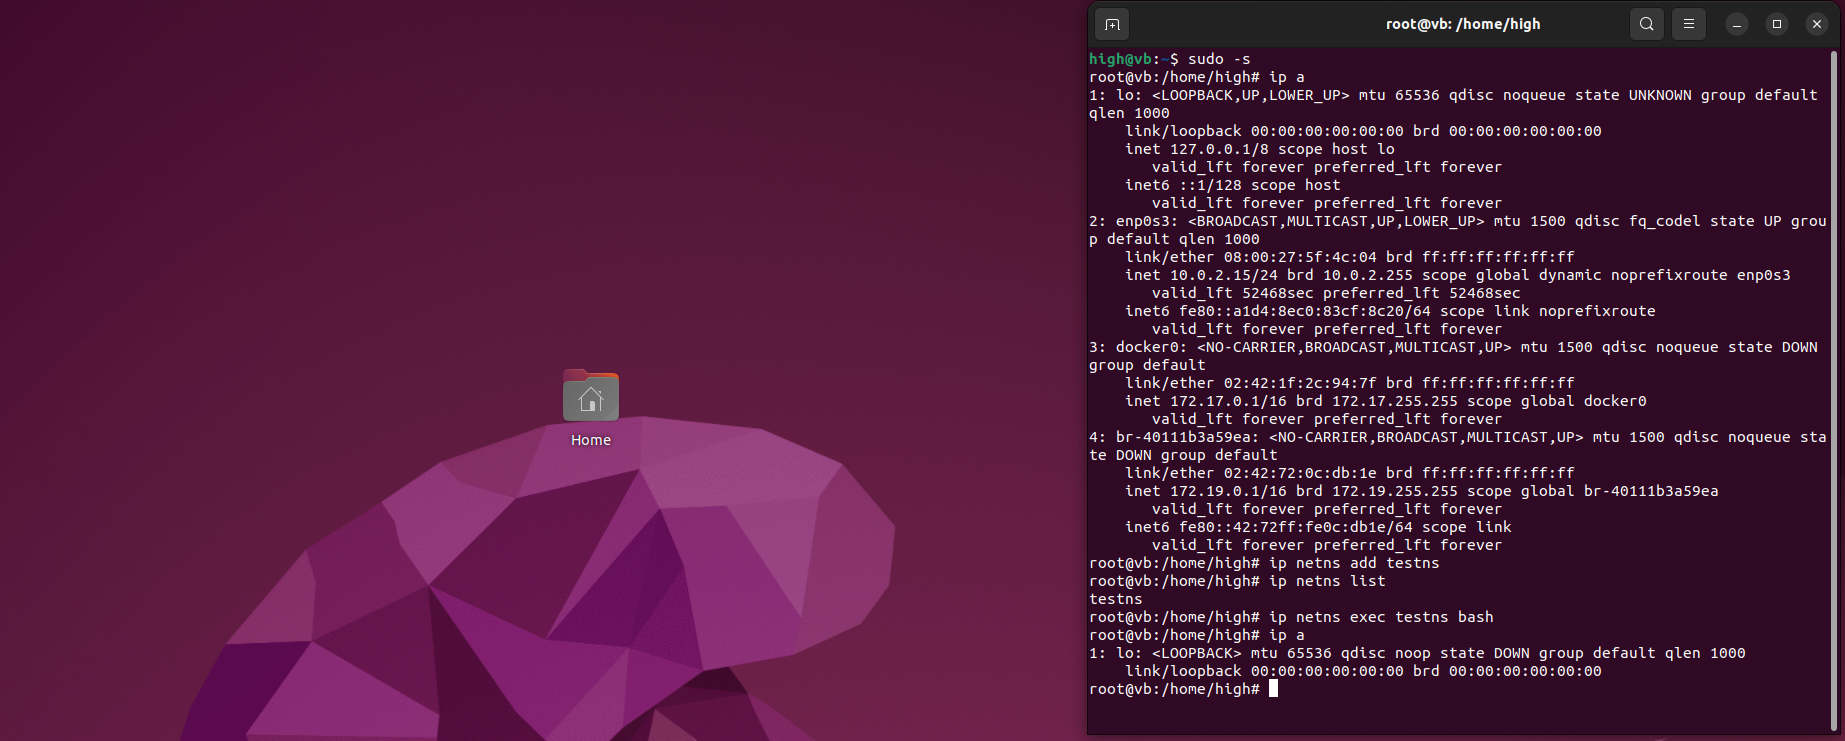 Home
root@vb: /home/high
high@vb:~$ sudo -s
root@vb:/home/high# ip a
1: lo: <LOOPBACK,UP,LOWER_UP> mtu 65536 qdisc noqueue state UNKNOWN group default
qlen 1000
    link/loopback 00:00:00:00:00:00 brd 00:00:00:00:00:00
    inet 127.0.0.1/8 scope host lo
       valid_lft forever preferred_lft forever
    inet6 ::1/128 scope host
       valid_lft forever preferred_lft forever
2: enp0s3: <BROADCAST,MULTICAST,UP,LOWER_UP> mtu 1500 qdisc fq_codel state UP grou
p default qlen 1000
    link/ether 08:00:27:5f:4c:04 brd ff:ff:ff:ff:ff:ff
    inet 10.0.2.15/24 brd 10.0.2.255 scope global dynamic noprefixroute enp0s3
       valid_lft 52468sec preferred_lft 52468sec
    inet6 fe80::a1d4:8ec0:83cf:8c20/64 scope link noprefixroute
       valid_lft forever preferred_lft forever
3: docker0: <NO-CARRIER,BROADCAST,MULTICAST,UP> mtu 1500 qdisc noqueue state DOWN
group default
    link/ether 02:42:1f:2c:94:7f brd ff:ff:ff:ff:ff:ff
    inet 172.17.0.1/16 brd 172.17.255.255 scope global docker0
       valid_lft forever preferred_lft forever
4: br-40111b3a59ea: <NO-CARRIER,BROADCAST,MULTICAST,UP> mtu 1500 qdisc noqueue sta
te DOWN group default
    link/ether 02:42:72:0c:db:1e brd ff:ff:ff:ff:ff:ff
    inet 172.19.0.1/16 brd 172.19.255.255 scope global br-40111b3a59ea
       valid_lft forever preferred_lft forever
    inet6 fe80::42:72ff:fe0c:db1e/64 scope link
       valid_lft forever preferred_lft forever
root@vb:/home/high# ip netns add testns
root@vb:/home/high# ip netns list
testns
root@vb:/home/high# ip netns exec testns bash
root@vb:/home/high# ip a
1: lo: <LOOPBACK> mtu 65536 qdisc noop state DOWN group default qlen 1000
    link/loopback 00:00:00:00:00:00 brd 00:00:00:00:00:00
root@vb:/home/high#